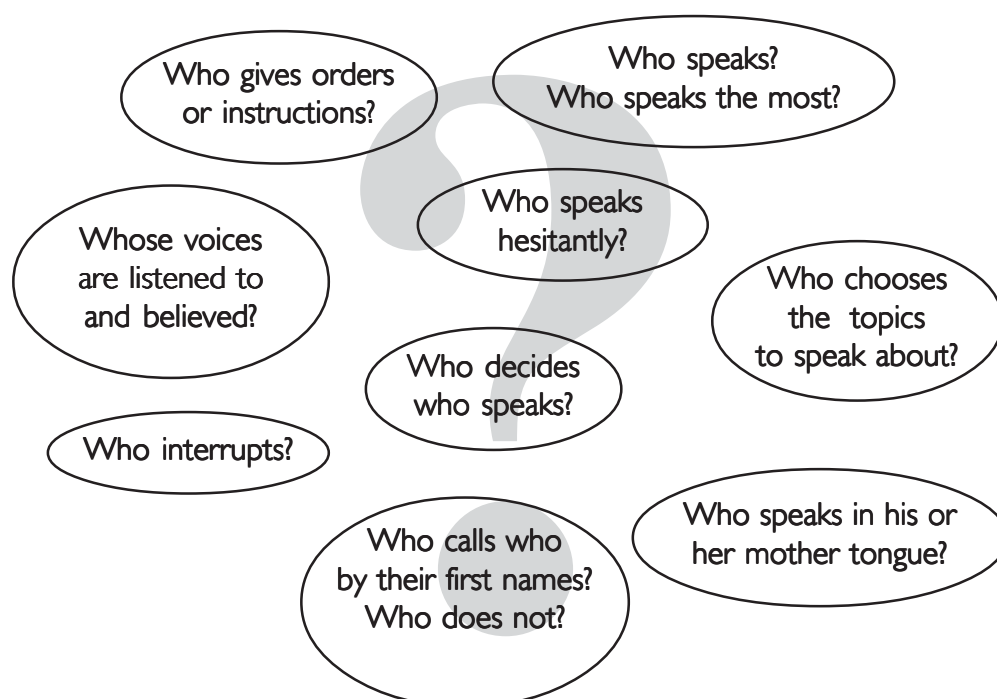 Who gives orders
or instructions?
Who speaks?
Who speaks the most?
Who speaks
hesitantly?
Whose voices
are listened to
and believed?
Who chooses
the topics
to speak about?
Who decides
who speaks?
Who interrupts?
Who speaks in his or
her mother tongue?
Who calls who
by their first names?
Who does not?